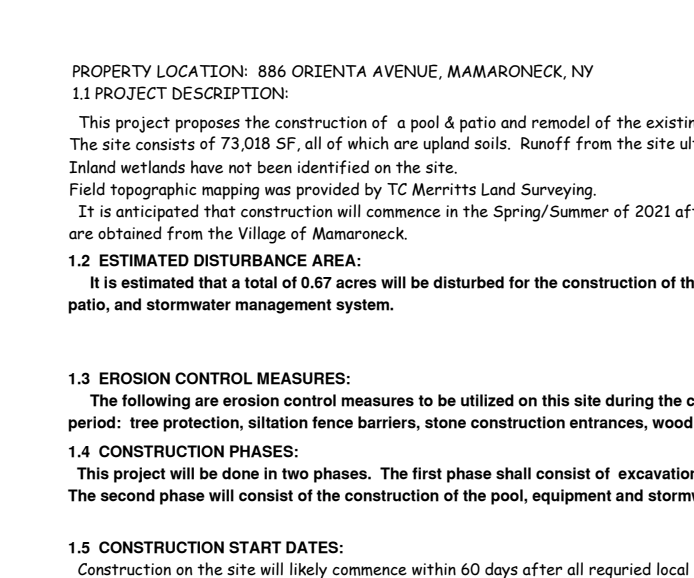 PROPERTY LOCATION: 886 ORIENTA AVENUE, MAMARONECK, NY
1.1 PROJECT DESCRIPTION:
This project proposes the construction of a pool & patio and remodel of the existin
The site consists of 73,018 SF, all of which are upland soils. Runoff from the site ul
Inland wetlands have not been identified on the site.
Field topographic mapping was provided by TC Merritts Land Surveying.
It is anticipated that construction will commence in the Spring/Summer of 2021 aft
are obtained from the Village of Mamaroneck.
1.2 ESTIMATED DISTURBANCE AREA:
It is estimated that a total of 0.67 acres will be disturbed for the construction of th
patio, and stormwater management system.
1.3 EROSION CONTROL MEASURES:
The following are erosion control measures to be utilized on this site during the c
period: tree protection, siltation fence barriers, stone construction entrances, wood
1.4 CONSTRUCTION PHASES:
This project will be done in two phases. The first phase shall consist of excavation
The second phase will consist of the construction of the pool, equipment and stormw
1.5 CONSTRUCTION START DATES:
Construction on the site will likely commence within 60 days after all requried local